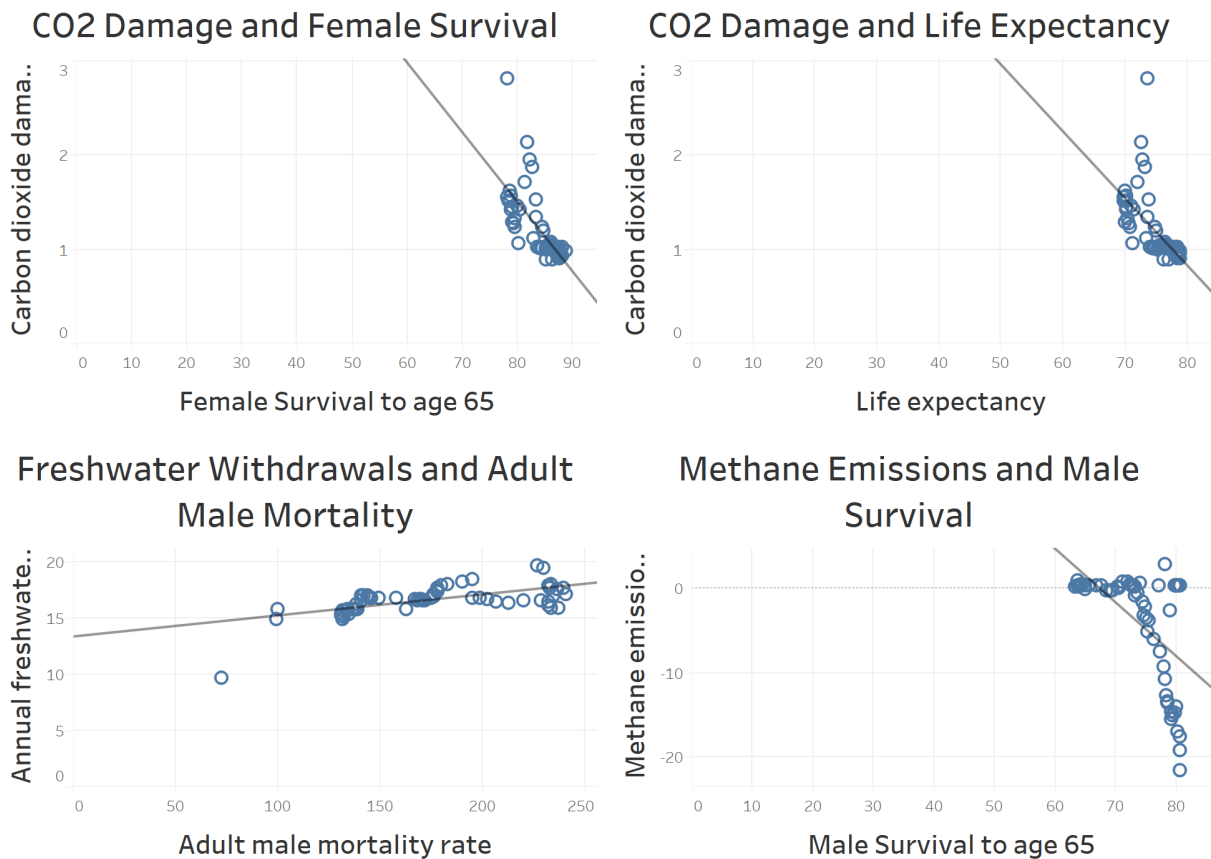 CO2 Damage and Female Survival
Carbon dioxide dama..
3
2
1
0
0 10 20 30 40 50 60 70 80 90
Female Survival to age 65
CO2 Damage and Life Expectancy
Carbon dioxide dama..
3
2
1
0
0 10 20 30 40 50 60 70 80
Life expectancy
Freshwater Withdrawals and Adult
Male Mortality
Annual freshwate..
20
15
10
5
0
0 50 100 150 200 250
Adult male mortality rate
Methane Emissions and Male
Survival
Methane emissio..
0
-10
-20
0 10 20 30 40 50 60 70 80
Male Survival to age 65